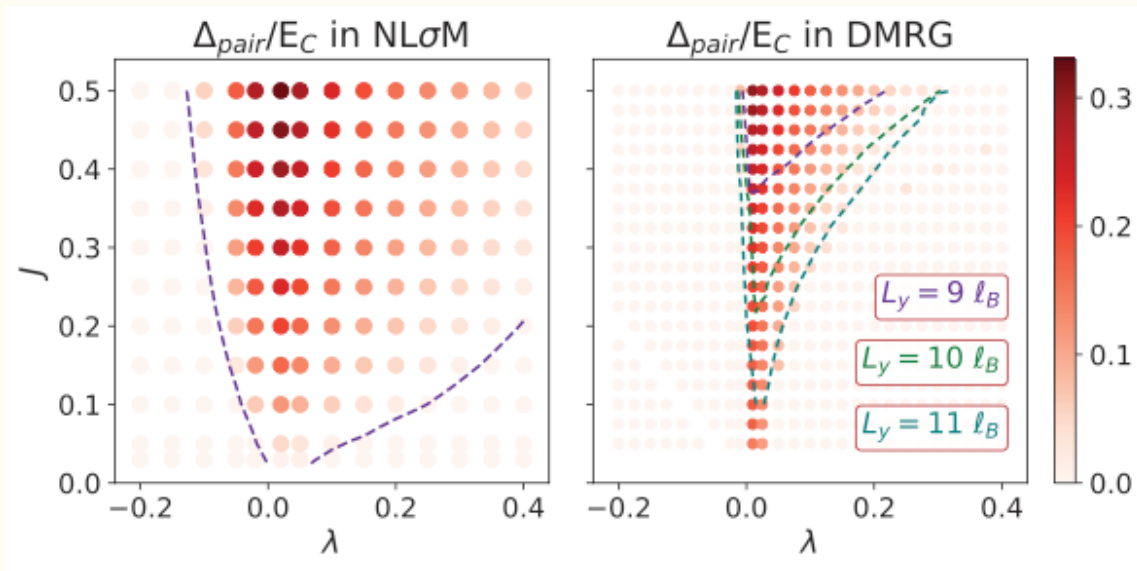 Δ_pair/E_C in NLσM
Δ_pair/E_C in DMRG
J
0.5
0.4
0.3
0.2
0.1
0.0
−0.2
0.0
0.2
0.4
λ
L_y = 9 ℓ_B
L_y = 10 ℓ_B
L_y = 11 ℓ_B
−0.2
0.0
0.2
0.4
λ
0.3
0.2
0.1
0.0